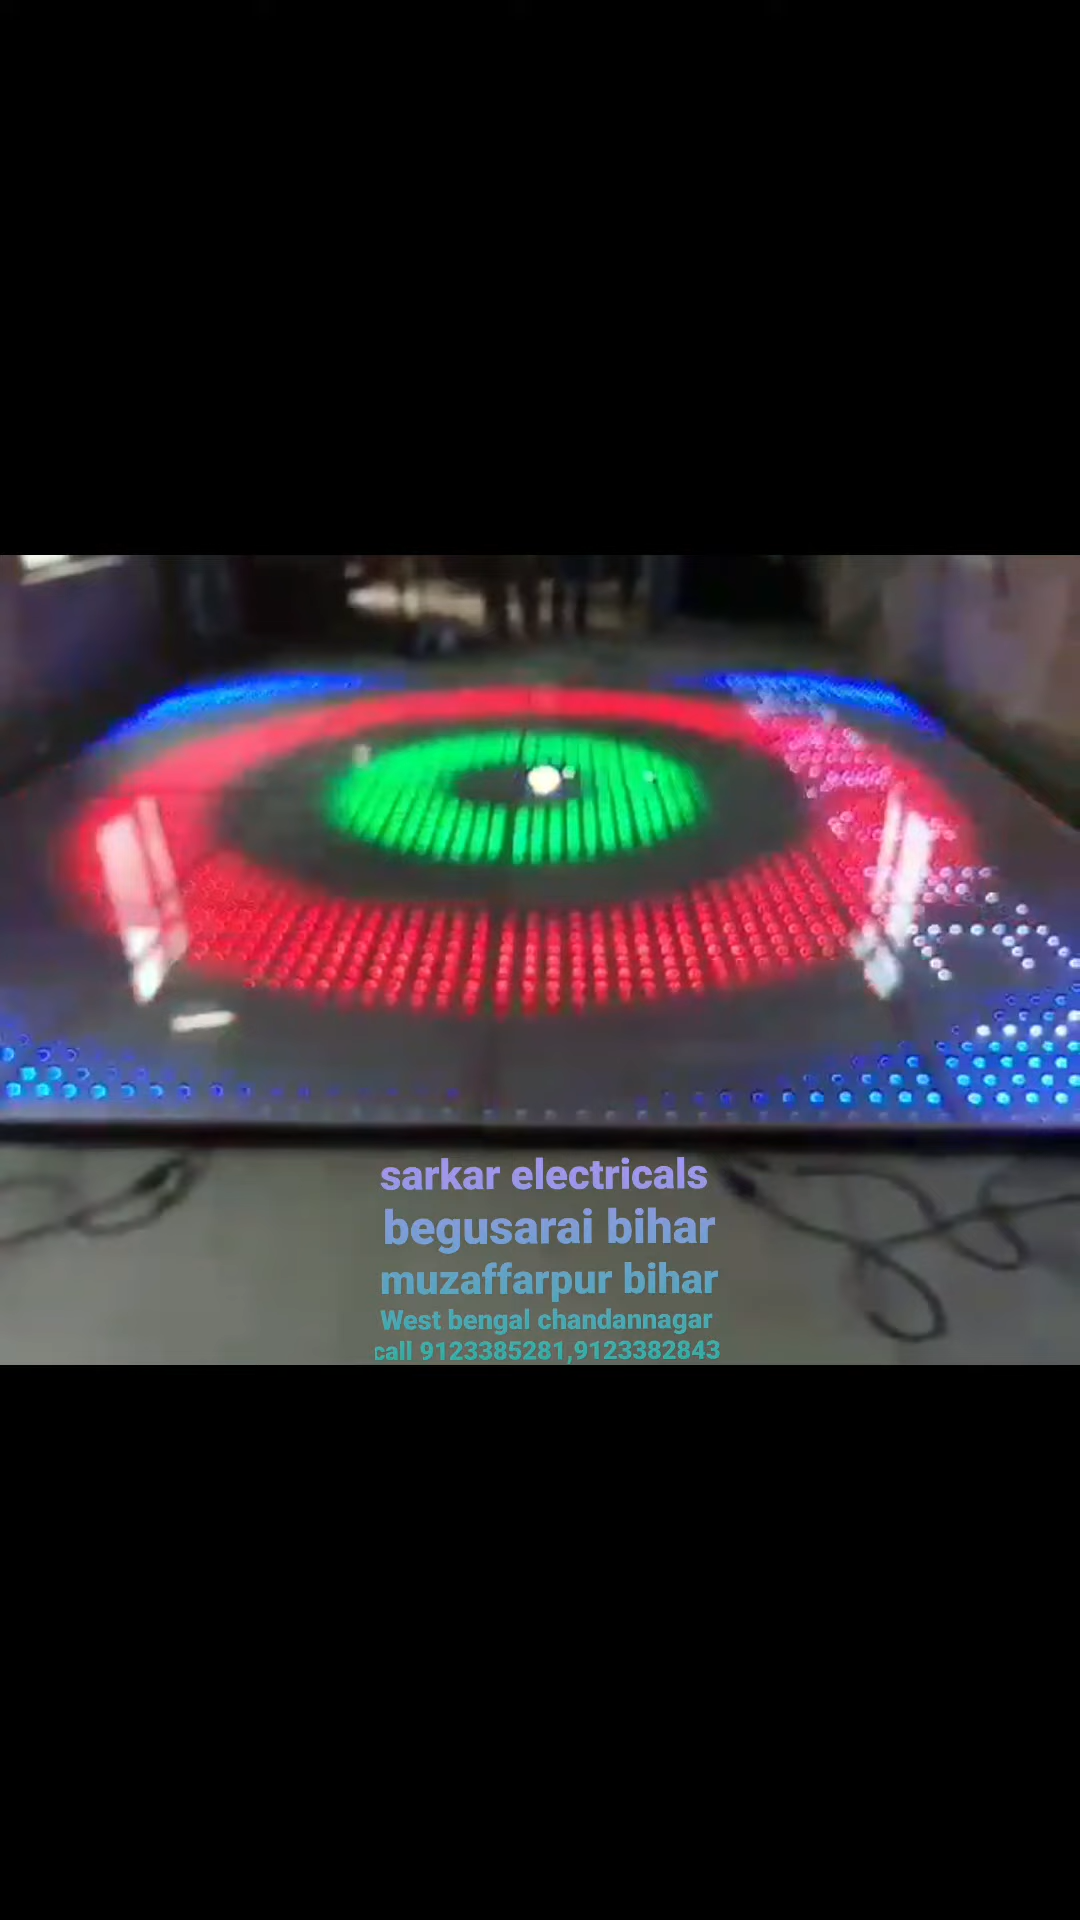 sarkar electricals
begusarai bihar
muzaffarpur bihar
West bengal chandannagar
call 9123385281,9123382843